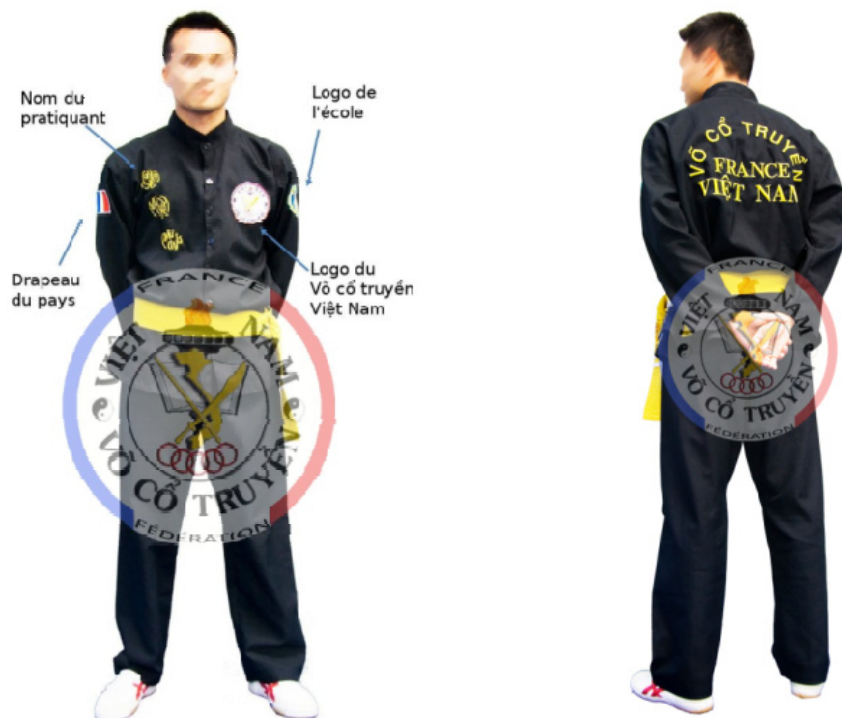 Nom du
pratiquant
Logo de
l'école
Drapeau
du pays
Logo du
Võ cổ truyền
Việt Nam
FRANCE
VIỆT NAM
VÕ CỔ TRUYỀN
FÉDÉRATION
VÕ CỔ TRUYỀN
FRANCE
VIỆT NAM
FRANCE
VIỆT NAM
VÕ CỔ TRUYỀN
FÉDÉRATION